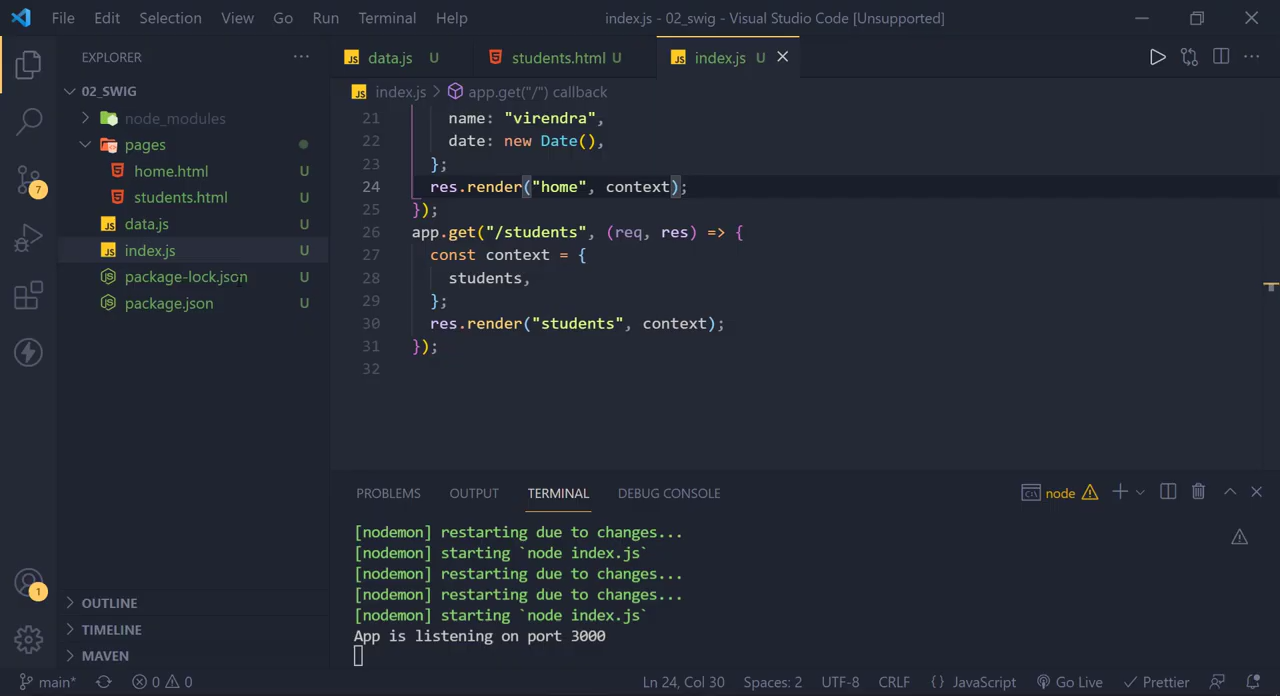 File Edit Selection View Go Run Terminal Help index.js - 02_swig - Visual Studio Code [Unsupported]
EXPLORER ···
data.js U students.html U index.js U
02_SWIG
node_modules
pages
home.html U
students.html U
data.js U
index.js U
package-lock.json U
package.json U
index.js > app.get("/") callback
21 name: "virendra",
22 date: new Date(),
23 };
24 res.render("home", context);
25 });
26 app.get("/students", (req, res) => {
27 const context = {
28 students,
29 };
30 res.render("students", context);
31 });
32
7
1
OUTLINE
TIMELINE
MAVEN
PROBLEMS OUTPUT TERMINAL DEBUG CONSOLE node
[nodemon] restarting due to changes...
[nodemon] starting `node index.js`
[nodemon] restarting due to changes...
[nodemon] restarting due to changes...
[nodemon] starting `node index.js`
App is listening on port 3000
main* 0 0 Ln 24, Col 30 Spaces: 2 UTF-8 CRLF {} JavaScript Go Live Prettier